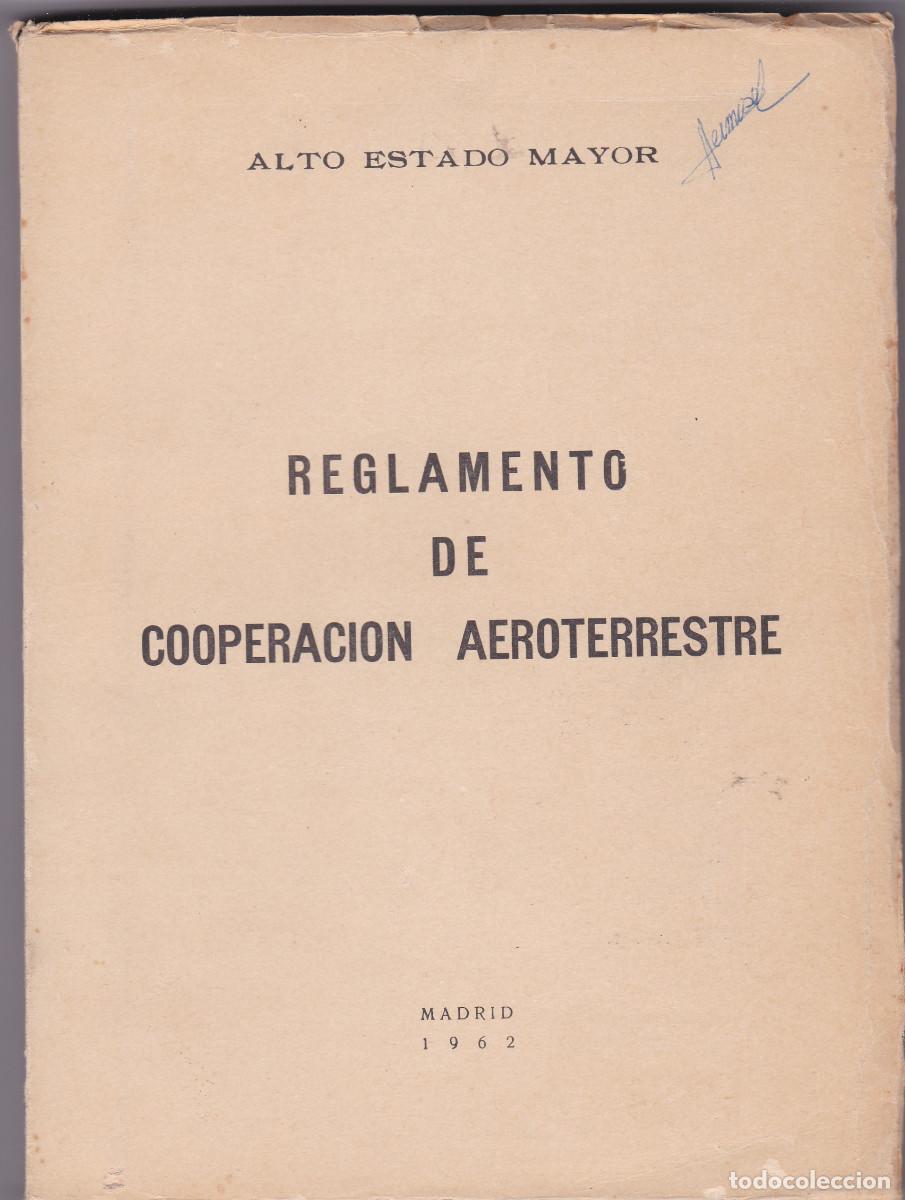 ALTO ESTADO MAYOR
REGLAMENTO
DE
COOPERACION AEROTERRESTRE
MADRID
1962
todocoleccion